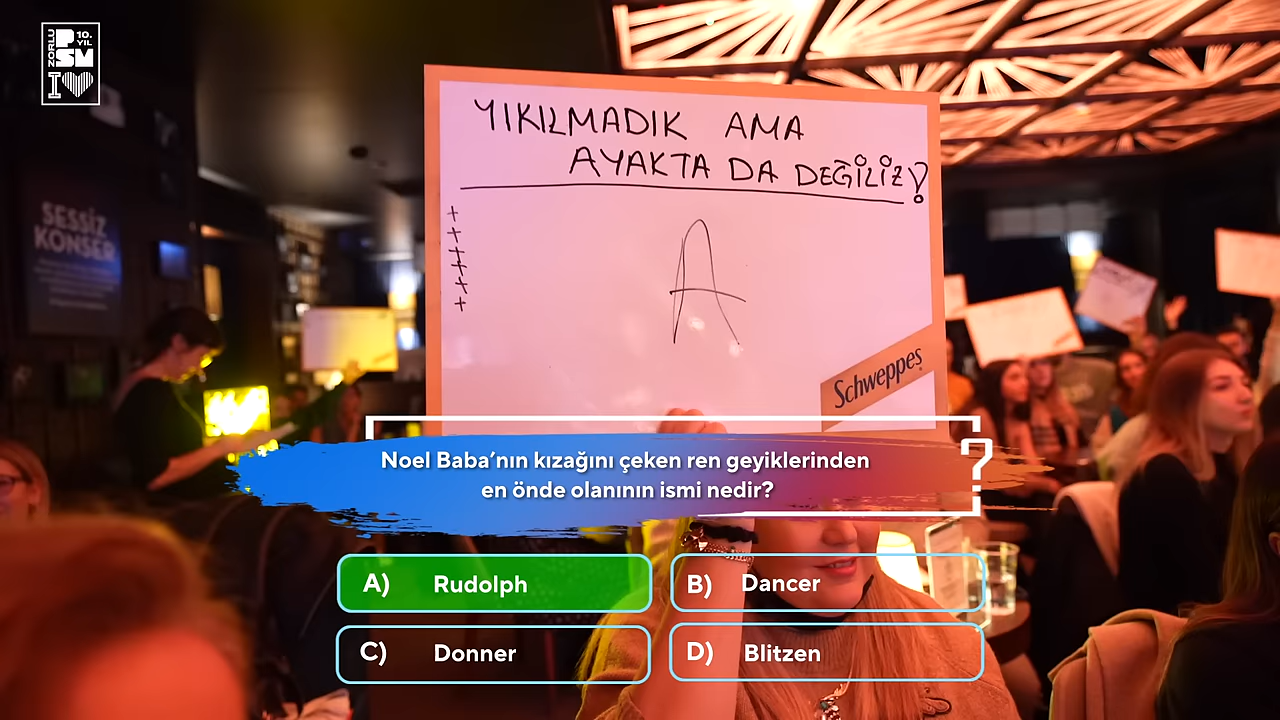 ZORLU
PSM
10.
YIL
I
YIKILMADIK AMA
AYAKTA DA DEĞİLİZ!
SESSİZ
KONSER
+
+
+
+
+
+
A
Schweppes
Noel Baba'nın kızağını çeken ren geyiklerinden
en önde olanının ismi nedir?
?
A) Rudolph
B) Dancer
C) Donner
D) Blitzen